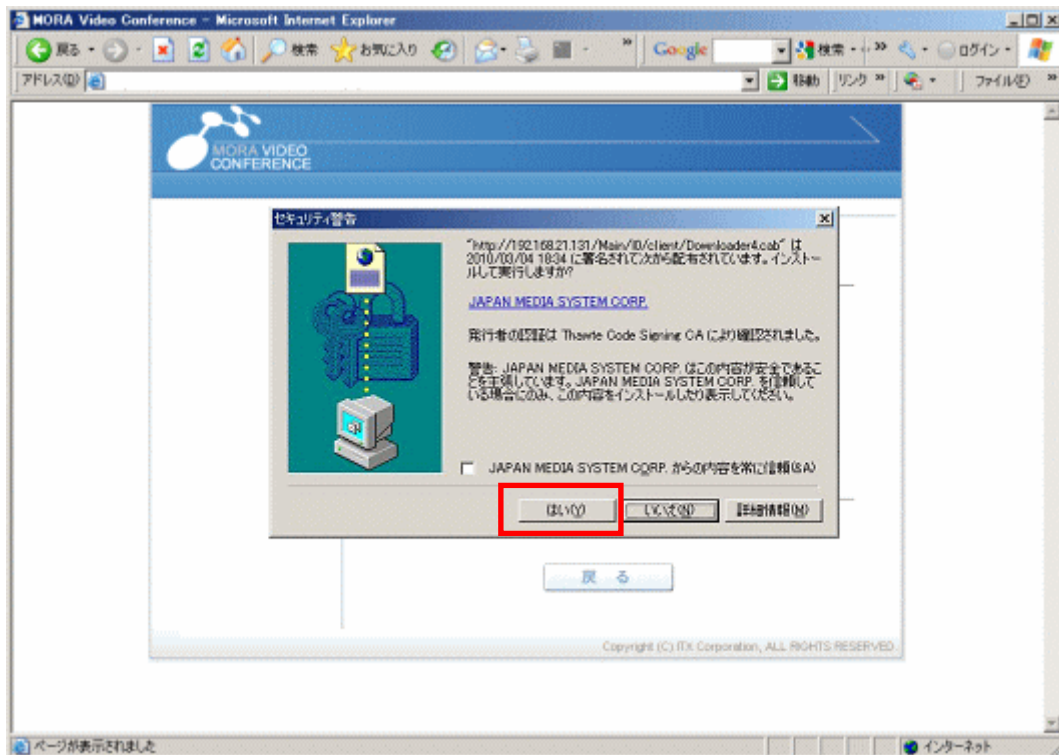 MORA Video Conference - Microsoft Internet Explorer
戻る 検索 お気に入り Google 検索 ログイン
アドレス(D) 移動 リンク ファイル(F)
MORA VIDEO
CONFERENCE
セキュリティ警告
"http://192.168.21.131/Main/I0/client/Downloader4.cab" は
2010/03/04 18:34 に署名されて次から配布されています。インストー
ルして実行しますか?
JAPAN MEDIA SYSTEM CORP.
発行者の認証は Thawte Code Signing CA により確認されました。
警告: JAPAN MEDIA SYSTEM CORP. はこの内容が安全であるこ
とを主張しています。JAPAN MEDIA SYSTEM CORP. を信頼して
いる場合にのみ、この内容をインストールしたり表示してください。
JAPAN MEDIA SYSTEM CORP. からの内容を常に信頼(&A)
はい(Y) いいえ(N) 詳細情報(M)
戻 る
Copyright (C) ITX Corporation, ALL RIGHTS RESERVED.
ページが表示されました インターネット